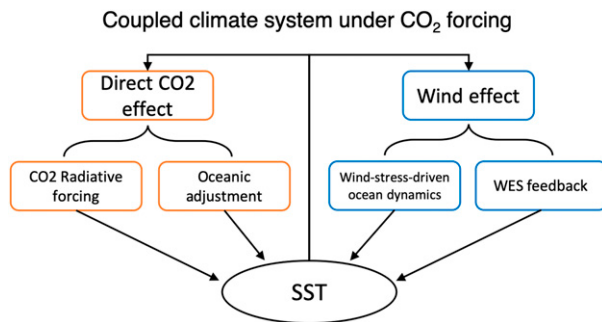 Coupled climate system under CO₂ forcing
Direct CO2
effect
Wind effect
CO2 Radiative
forcing
Oceanic
adjustment
Wind-stress-driven
ocean dynamics
WES feedback
SST